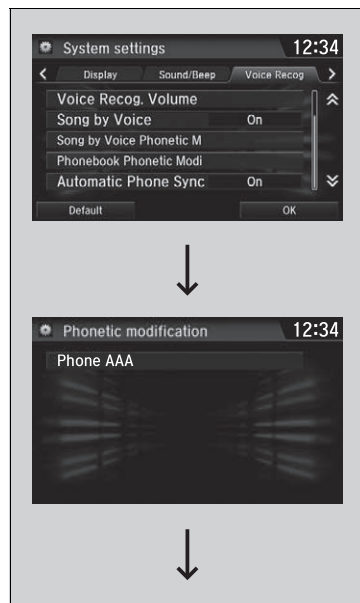 System settings 12:34
Display Sound/Beep Voice Recog
Voice Recog. Volume
Song by Voice On
Song by Voice Phonetic M
Phonebook Phonetic Modi
Automatic Phone Sync On
Default OK
Phonetic modification 12:34
Phone AAA